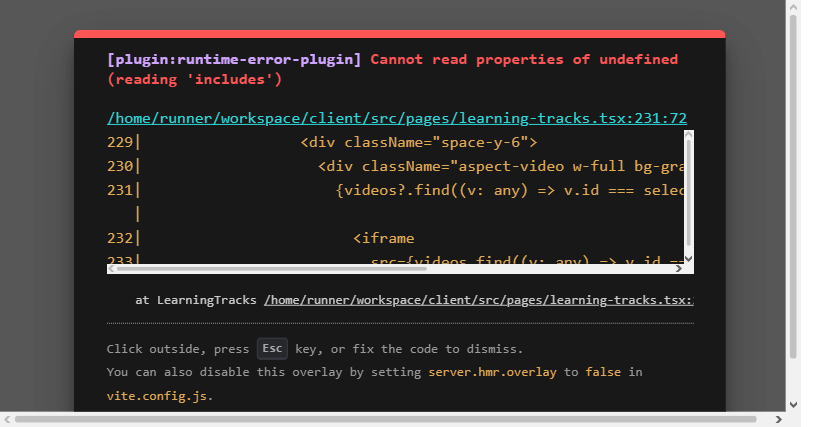 [plugin:runtime-error-plugin] Cannot read properties of undefined
(reading 'includes')
/home/runner/workspace/client/src/pages/learning-tracks.tsx:231:72
229| <div className="space-y-6">
230| <div className="aspect-video w-full bg-gra
231| {videos?.find((v: any) => v.id === selec
|
232| <iframe
233| src={videos.find((v: any) => v.id ==
at LearningTracks /home/runner/workspace/client/src/pages/learning-tracks.tsx:
Click outside, press Esc key, or fix the code to dismiss.
You can also disable this overlay by setting server.hmr.overlay to false in
vite.config.js.